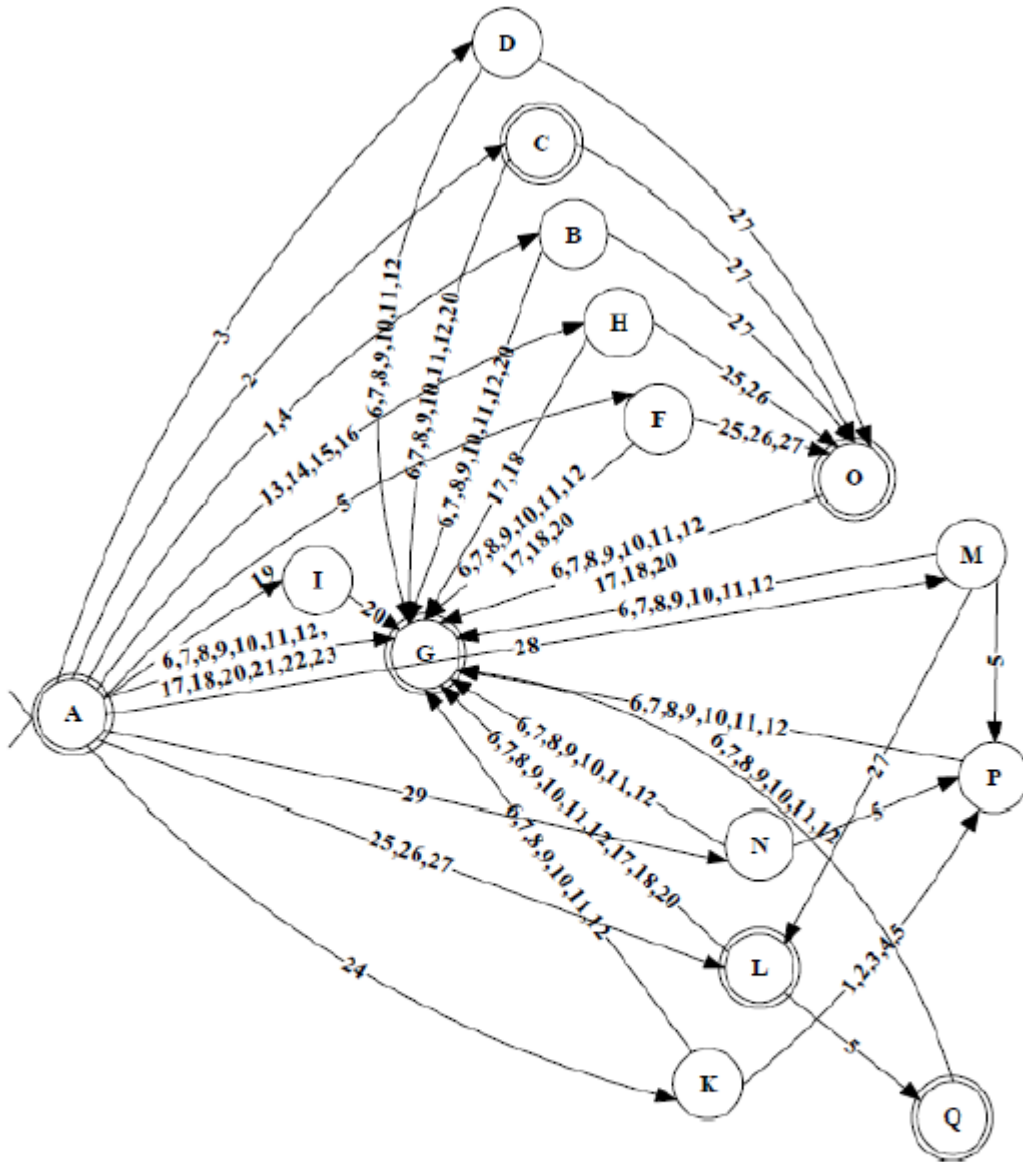 D
C
B
H
F
O
M
I
G
A
P
N
L
K
Q
3
2
1,4
13,14,15,16
5
19
6,7,8,9,10,11,12,
17,18,20,21,22,23
28
29
25,26,27
24
6,7,8,9,10,11,12
27
6,7,8,9,10,11,12,20
27
6,7,8,9,10,11,12,20
27
17,18
25,26
6,7,8,9,10,11,12
17,18,20
25,26,27
6,7,8,9,10,11,12
17,18,20
20
6,7,8,9,10,11,12
5
27
6,7,8,9,10,11,12
6,7,8,9,10,11,12
5
6,7,8,9,10,11,12,17,18,20
5
6,7,8,9,10,11,12
1,2,3,4,5
6,7,8,9,10,11,12